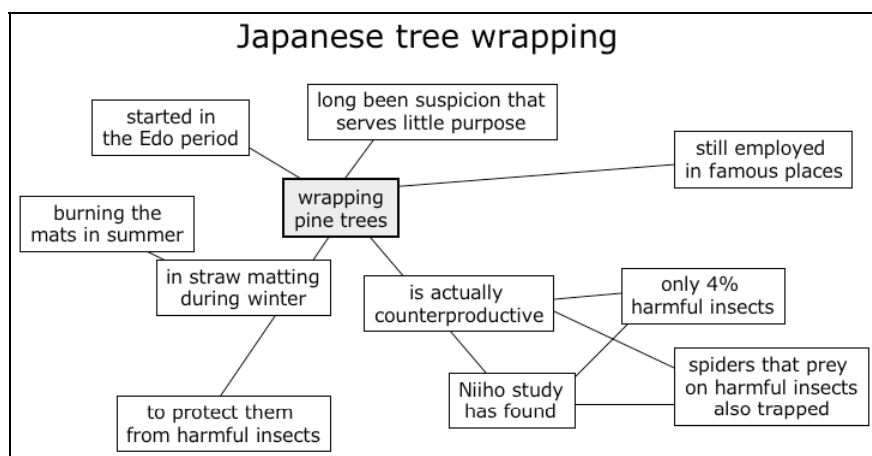 Japanese tree wrapping
started in
the Edo period
long been suspicion that
serves little purpose
still employed
in famous places
wrapping
pine trees
burning the
mats in summer
in straw matting
during winter
is actually
counterproductive
only 4%
harmful insects
Niiho study
has found
spiders that prey
on harmful insects
also trapped
to protect them
from harmful insects